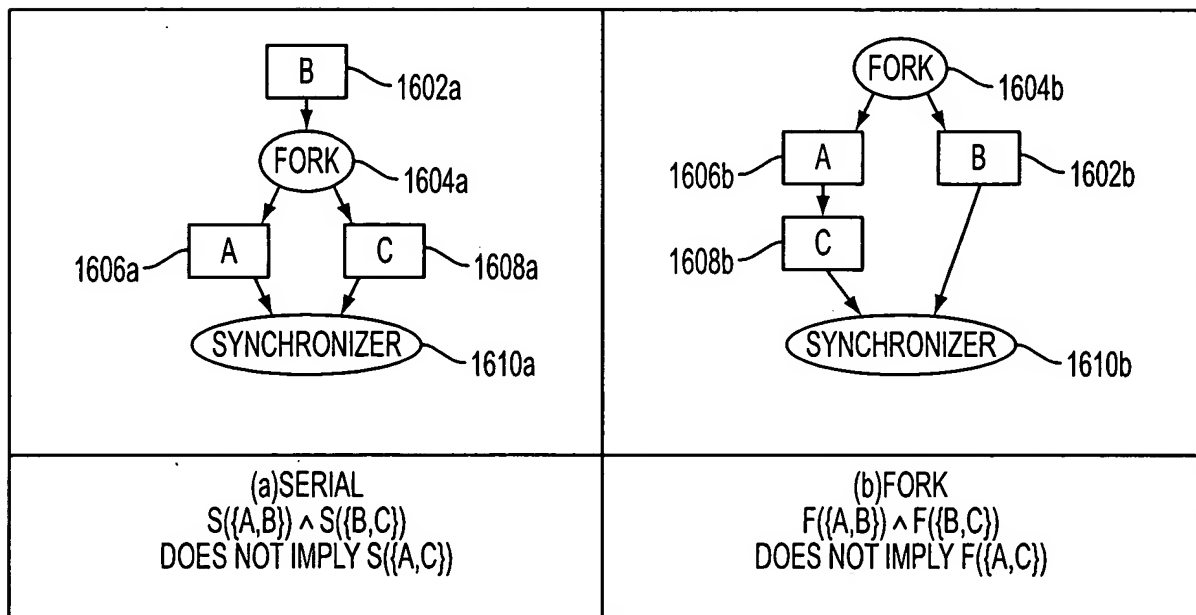 B
1602a
FORK
1604a
A
C
1606a
1608a
SYNCHRONIZER
1610a
(a)SERIAL
S({A,B}) ∧ S({B,C})
DOES NOT IMPLY S({A,C})
FORK
1604b
A
B
1606b
1602b
C
1608b
SYNCHRONIZER
1610b
(b)FORK
F({A,B}) ∧ F({B,C})
DOES NOT IMPLY F({A,C})